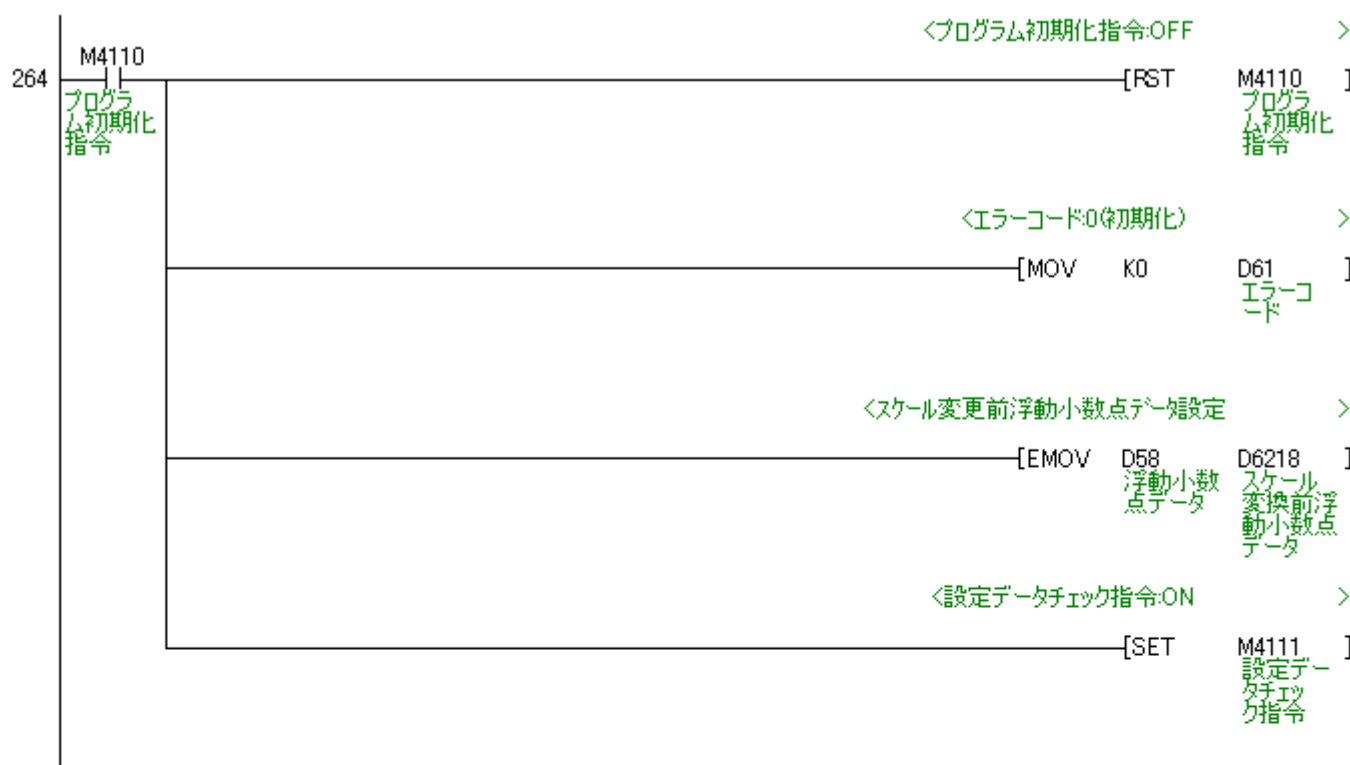 <プログラム初期化指令:OFF >
M4110
264 [RST M4110 ]
プログラ
ム初期化
指令
プログラ
ム初期化
指令
<エラーコード:0(初期化) >
[MOV K0 D61 ]
エラーコ
ード
<スケール変更前浮動小数点データ設定 >
[EMOV D58 D6218 ]
浮動小数
点データ
スケール
変換前浮
動小数点
データ
<設定データチェック指令:ON >
[SET M4111 ]
設定デー
タチェッ
ク指令